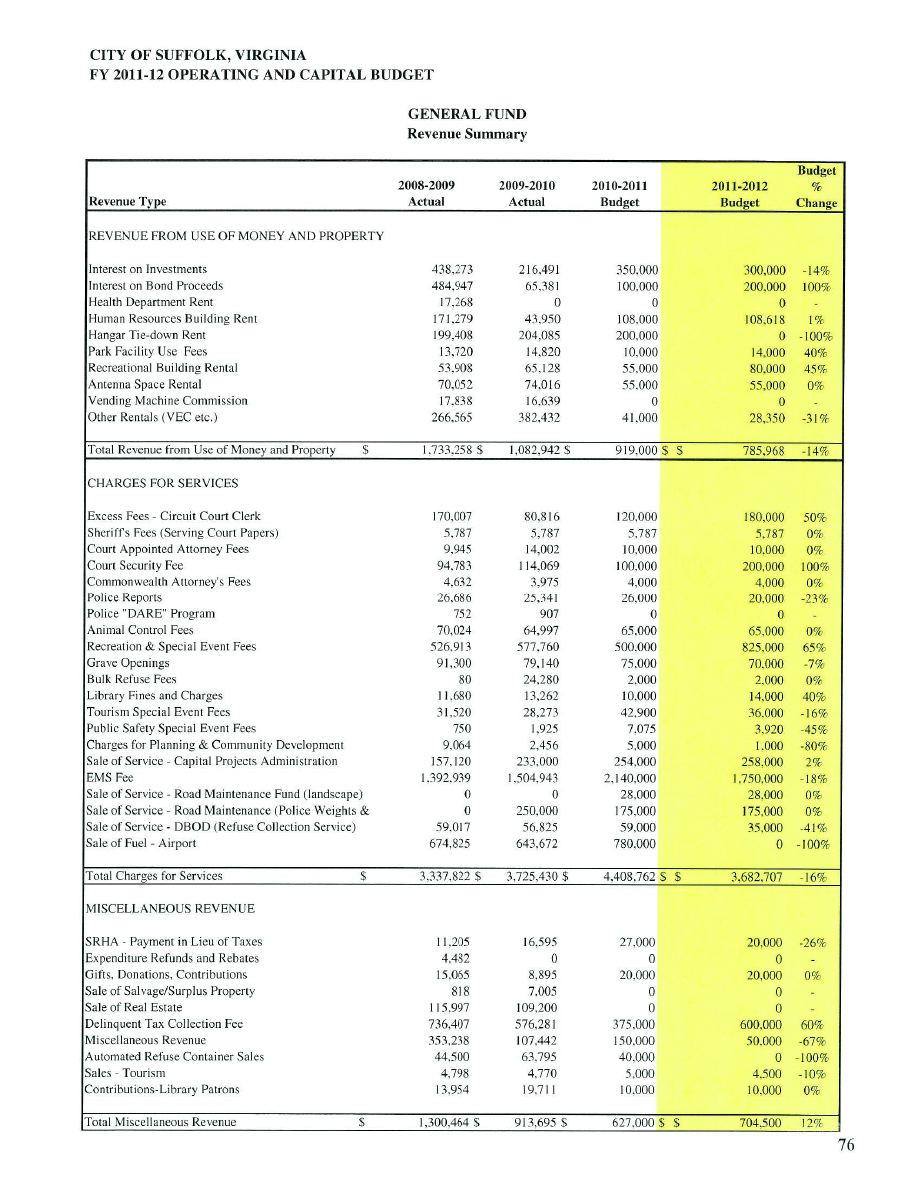 CITY OF SUFFOLK, VIRGINIA
FY 2011-12 OPERATING AND CAPITAL BUDGET
GENERAL FUND
Revenue Summary
Budget
2008-2009 2009-2010 2010-2011 2011-2012 %
Revenue Type Actual Actual Budget Budget Change
REVENUE FROM USE OF MONEY AND PROPERTY
Interest on Investments 438,273 216,491 350,000 300,000 -14%
Interest on Bond Proceeds 484,947 65,381 100,000 200,000 100%
Health Department Rent 17,268 0 0 0 -
Human Resources Building Rent 171,279 43,950 108,000 108,618 1%
Hangar Tie-down Rent 199,408 204,085 200,000 0 -100%
Park Facility Use Fees 13,720 14,820 10,000 14,000 40%
Recreational Building Rental 53,908 65,128 55,000 80,000 45%
Antenna Space Rental 70,052 74,016 55,000 55,000 0%
Vending Machine Commission 17,838 16,639 0 0 -
Other Rentals (VEC etc.) 266,565 382,432 41,000 28,350 -31%
Total Revenue from Use of Money and Property $ 1,733,258 $ 1,082,942 $ 919,000 $ $ 785,968 -14%
CHARGES FOR SERVICES
Excess Fees - Circuit Court Clerk 170,007 80,816 120,000 180,000 50%
Sheriff's Fees (Serving Court Papers) 5,787 5,787 5,787 5,787 0%
Court Appointed Attorney Fees 9,945 14,002 10,000 10,000 0%
Court Security Fee 94,783 114,069 100,000 200,000 100%
Commonwealth Attorney's Fees 4,632 3,975 4,000 4,000 0%
Police Reports 26,686 25,341 26,000 20,000 -23%
Police "DARE" Program 752 907 0 0 -
Animal Control Fees 70,024 64,997 65,000 65,000 0%
Recreation & Special Event Fees 526,913 577,760 500,000 825,000 65%
Grave Openings 91,300 79,140 75,000 70,000 -7%
Bulk Refuse Fees 80 24,280 2,000 2,000 0%
Library Fines and Charges 11,680 13,262 10,000 14,000 40%
Tourism Special Event Fees 31,520 28,273 42,900 36,000 -16%
Public Safety Special Event Fees 750 1,925 7,075 3,920 -45%
Charges for Planning & Community Development 9,064 2,456 5,000 1,000 -80%
Sale of Service - Capital Projects Administration 157,120 233,000 254,000 258,000 2%
EMS Fee 1,392,939 1,504,943 2,140,000 1,750,000 -18%
Sale of Service - Road Maintenance Fund (landscape) 0 0 28,000 28,000 0%
Sale of Service - Road Maintenance (Police Weights & 0 250,000 175,000 175,000 0%
Sale of Service - DBOD (Refuse Collection Service) 59,017 56,825 59,000 35,000 -41%
Sale of Fuel - Airport 674,825 643,672 780,000 0 -100%
Total Charges for Services $ 3,337,822 $ 3,725,430 $ 4,408,762 $ $ 3,682,707 -16%
MISCELLANEOUS REVENUE
SRHA - Payment in Lieu of Taxes 11,205 16,595 27,000 20,000 -26%
Expenditure Refunds and Rebates 4,482 0 0 0 -
Gifts, Donations, Contributions 15,065 8,895 20,000 20,000 0%
Sale of Salvage/Surplus Property 818 7,005 0 0 -
Sale of Real Estate 115,997 109,200 0 0 -
Delinquent Tax Collection Fee 736,407 576,281 375,000 600,000 60%
Miscellaneous Revenue 353,238 107,442 150,000 50,000 -67%
Automated Refuse Container Sales 44,500 63,795 40,000 0 -100%
Sales - Tourism 4,798 4,770 5,000 4,500 -10%
Contributions-Library Patrons 13,954 19,711 10,000 10,000 0%
Total Miscellaneous Revenue $ 1,300,464 $ 913,695 $ 627,000 $ $ 704,500 12%
76